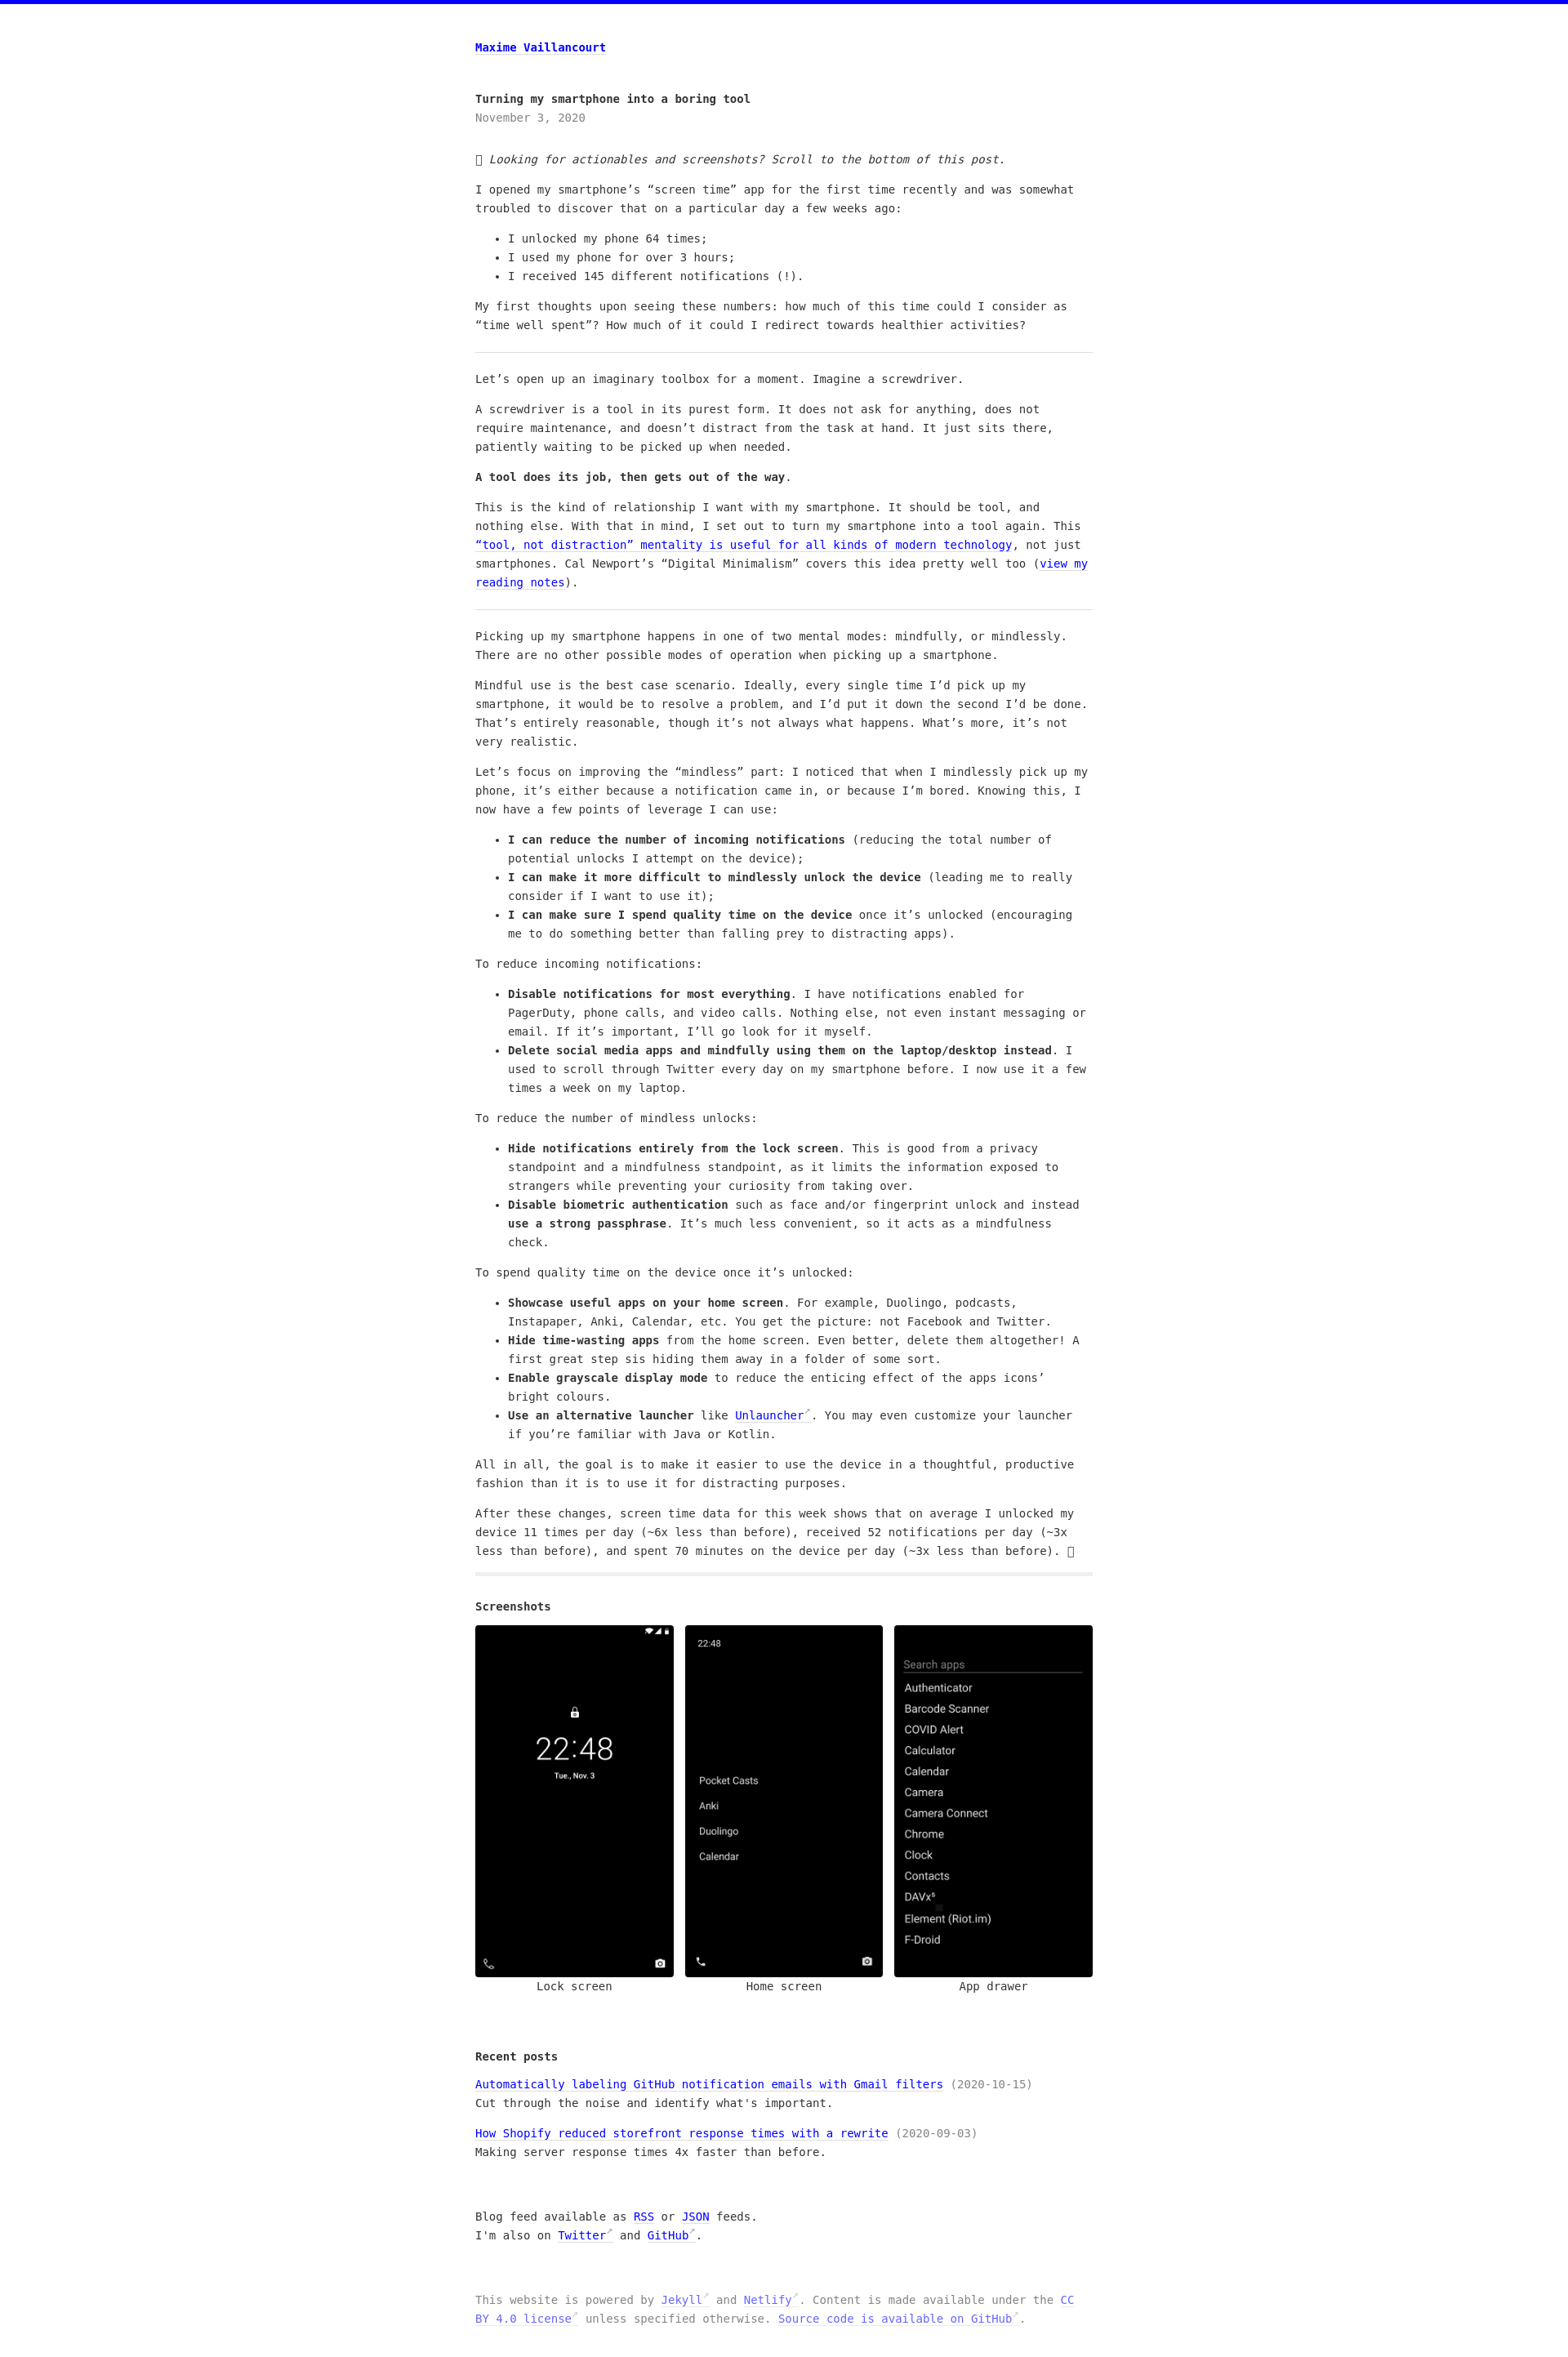 Maxime Vaillancourt
Turning my smartphone into a boring tool
November 3, 2020
Looking for actionables and screenshots? Scroll to the bottom of this post.
I opened my smartphone’s “screen time” app for the first time recently and was somewhat
troubled to discover that on a particular day a few weeks ago:
• I unlocked my phone 64 times;
• I used my phone for over 3 hours;
• I received 145 different notifications (!).
My first thoughts upon seeing these numbers: how much of this time could I consider as
“time well spent”? How much of it could I redirect towards healthier activities?
Let’s open up an imaginary toolbox for a moment. Imagine a screwdriver.
A screwdriver is a tool in its purest form. It does not ask for anything, does not
require maintenance, and doesn’t distract from the task at hand. It just sits there,
patiently waiting to be picked up when needed.
A tool does its job, then gets out of the way.
This is the kind of relationship I want with my smartphone. It should be tool, and
nothing else. With that in mind, I set out to turn my smartphone into a tool again. This
“tool, not distraction” mentality is useful for all kinds of modern technology, not just
smartphones. Cal Newport’s “Digital Minimalism” covers this idea pretty well too (view my
reading notes).
Picking up my smartphone happens in one of two mental modes: mindfully, or mindlessly.
There are no other possible modes of operation when picking up a smartphone.
Mindful use is the best case scenario. Ideally, every single time I’d pick up my
smartphone, it would be to resolve a problem, and I’d put it down the second I’d be done.
That’s entirely reasonable, though it’s not always what happens. What’s more, it’s not
very realistic.
Let’s focus on improving the “mindless” part: I noticed that when I mindlessly pick up my
phone, it’s either because a notification came in, or because I’m bored. Knowing this, I
now have a few points of leverage I can use:
• I can reduce the number of incoming notifications (reducing the total number of
potential unlocks I attempt on the device);
• I can make it more difficult to mindlessly unlock the device (leading me to really
consider if I want to use it);
• I can make sure I spend quality time on the device once it’s unlocked (encouraging
me to do something better than falling prey to distracting apps).
To reduce incoming notifications:
• Disable notifications for most everything. I have notifications enabled for
PagerDuty, phone calls, and video calls. Nothing else, not even instant messaging or
email. If it’s important, I’ll go look for it myself.
• Delete social media apps and mindfully using them on the laptop/desktop instead. I
used to scroll through Twitter every day on my smartphone before. I now use it a few
times a week on my laptop.
To reduce the number of mindless unlocks:
• Hide notifications entirely from the lock screen. This is good from a privacy
standpoint and a mindfulness standpoint, as it limits the information exposed to
strangers while preventing your curiosity from taking over.
• Disable biometric authentication such as face and/or fingerprint unlock and instead
use a strong passphrase. It’s much less convenient, so it acts as a mindfulness
check.
To spend quality time on the device once it’s unlocked:
• Showcase useful apps on your home screen. For example, Duolingo, podcasts,
Instapaper, Anki, Calendar, etc. You get the picture: not Facebook and Twitter.
• Hide time-wasting apps from the home screen. Even better, delete them altogether! A
first great step sis hiding them away in a folder of some sort.
• Enable grayscale display mode to reduce the enticing effect of the apps icons’
bright colours.
• Use an alternative launcher like Unlauncher↗. You may even customize your launcher
if you’re familiar with Java or Kotlin.
All in all, the goal is to make it easier to use the device in a thoughtful, productive
fashion than it is to use it for distracting purposes.
After these changes, screen time data for this week shows that on average I unlocked my
device 11 times per day (~6x less than before), received 52 notifications per day (~3x
less than before), and spent 70 minutes on the device per day (~3x less than before).
Screenshots
22:48
Tue., Nov. 3
Lock screen
22:48
Pocket Casts
Anki
Duolingo
Calendar
Home screen
Search apps
Authenticator
Barcode Scanner
COVID Alert
Calculator
Calendar
Camera
Camera Connect
Chrome
Clock
Contacts
DAVx⁵
Element (Riot.im)
F-Droid
App drawer
Recent posts
Automatically labeling GitHub notification emails with Gmail filters (2020-10-15)
Cut through the noise and identify what's important.
How Shopify reduced storefront response times with a rewrite (2020-09-03)
Making server response times 4x faster than before.
Blog feed available as RSS or JSON feeds.
I'm also on Twitter↗ and GitHub↗.
This website is powered by Jekyll↗ and Netlify↗. Content is made available under the CC
BY 4.0 license↗ unless specified otherwise. Source code is available on GitHub↗.